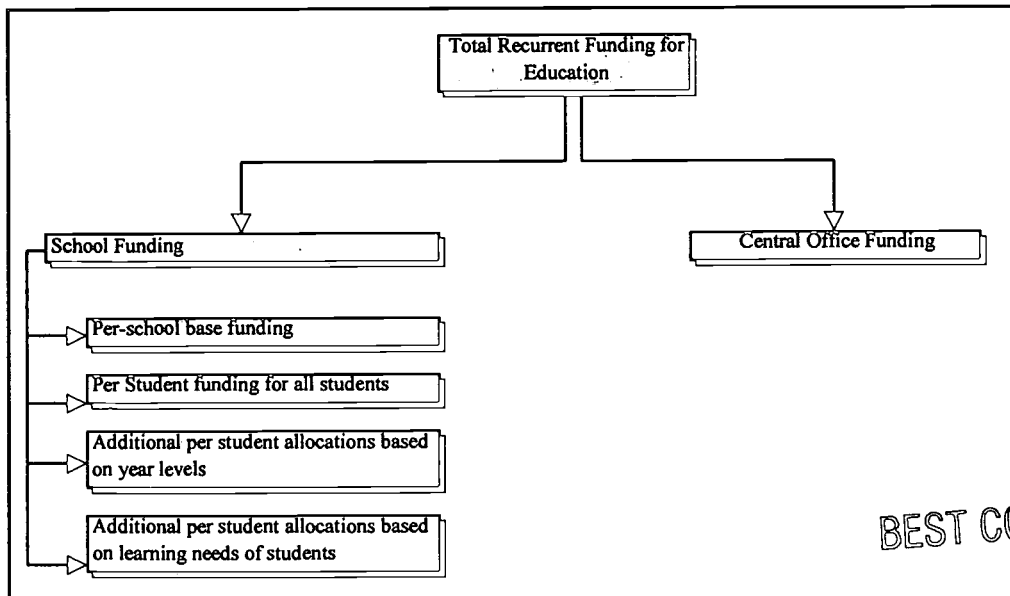 Total Recurrent Funding for
Education
School Funding
Central Office Funding
Per-school base funding
Per Student funding for all students
Additional per student allocations based
on year levels
Additional per student allocations based
on learning needs of students
BEST CO